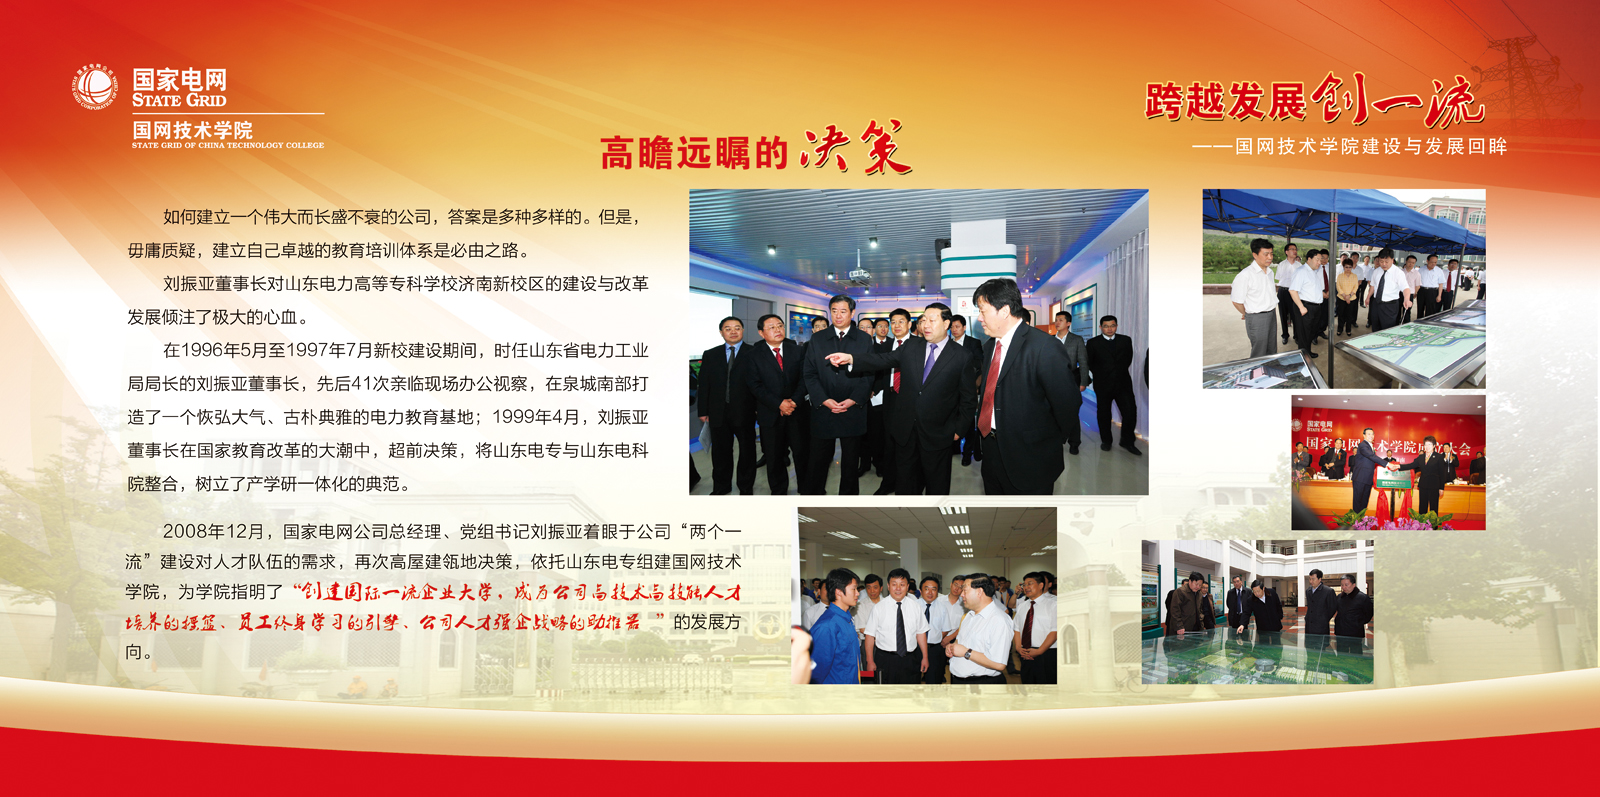 国家电网
STATE GRID
国网技术学院
STATE GRID OF CHINA TECHNOLOGY COLLEGE
跨越发展创一流
——国网技术学院建设与发展回眸
高瞻远瞩的决策
如何建立一个伟大而长盛不衰的公司，答案是多种多样的。但是，
毋庸质疑，建立自己卓越的教育培训体系是必由之路。
刘振亚董事长对山东电力高等专科学校济南新校区的建设与改革
发展倾注了极大的心血。
在1996年5月至1997年7月新校建设期间，时任山东省电力工业
局局长的刘振亚董事长，先后41次亲临现场办公视察，在泉城南部打
造了一个恢弘大气、古朴典雅的电力教育基地；1999年4月，刘振亚
董事长在国家教育改革的大潮中，超前决策，将山东电专与山东电科
院整合，树立了产学研一体化的典范。
2008年12月，国家电网公司总经理、党组书记刘振亚着眼于公司“两个一
流”建设对人才队伍的需求，再次高屋建瓴地决策，依托山东电专组建国网技术
学院，为学院指明了“创建国际一流企业大学，成为公司高技术高技能人才
培养的摇篮、员工终身学习的引擎、公司人才强企战略的助推器 ”的发展方
向。
国家电网
STATE GRID
国家电网技术学院成立大会